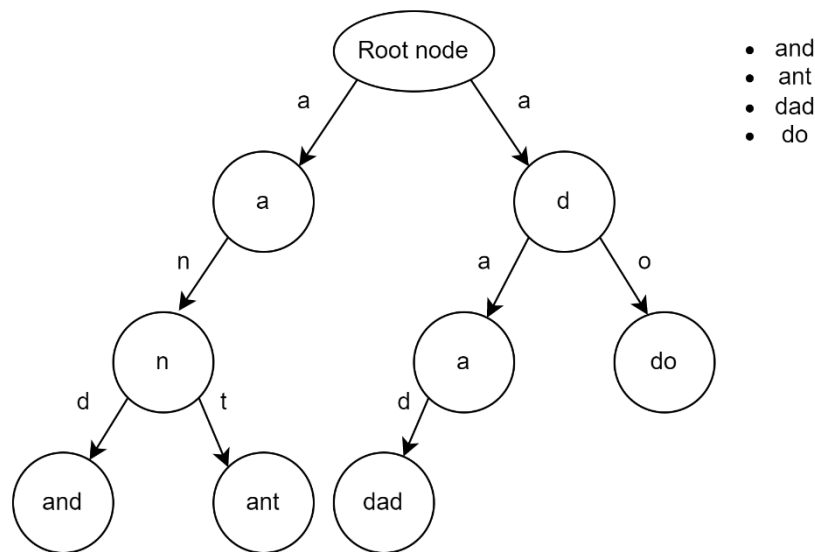 Root node
• and
• ant
• dad
• do
a
a
a
d
n
a
o
n
a
do
d
t
d
and
ant
dad